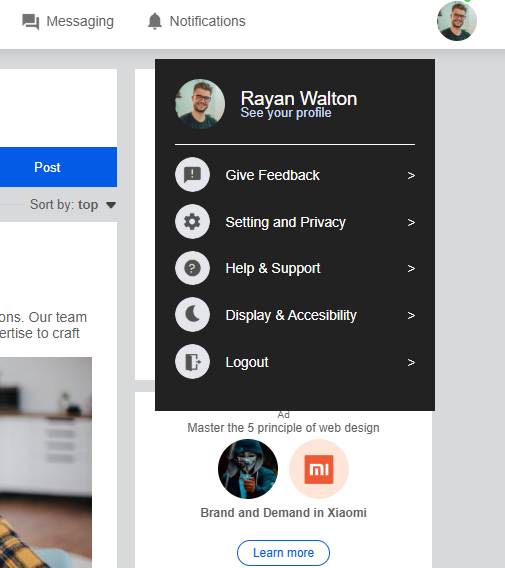 Messaging
Notifications
Rayan Walton
See your profile
Post
Give Feedback >
Sort by: top
Setting and Privacy >
Help & Support >
ons. Our team
ertise to craft
Display & Accesibility >
Logout >
Ad
Master the 5 principle of web design
mi
Brand and Demand in Xiaomi
Learn more